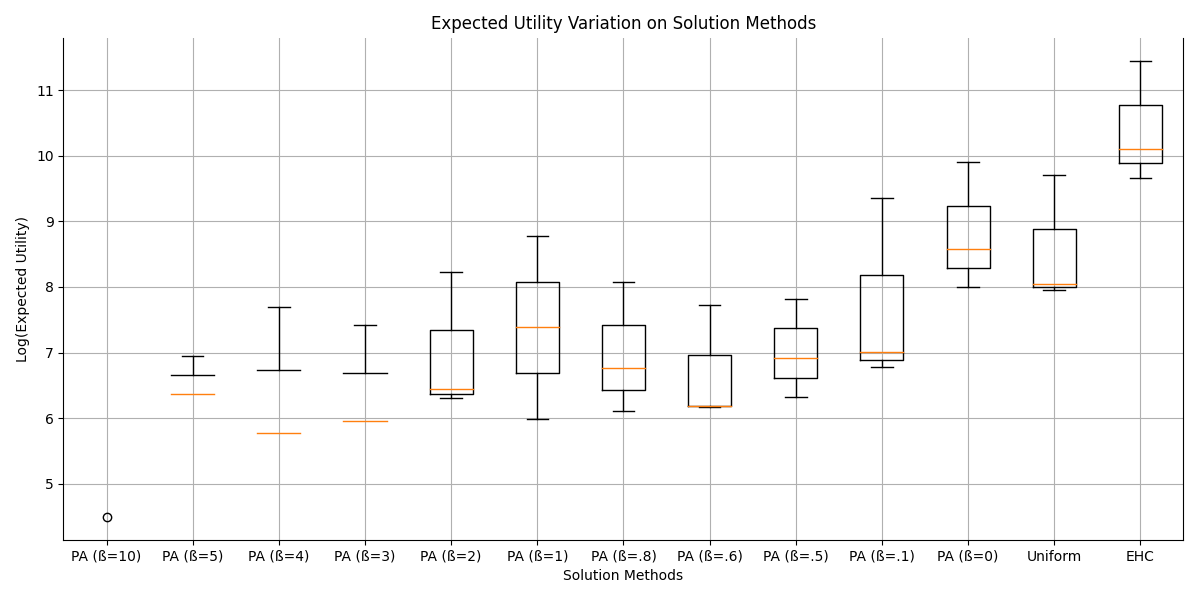 Expected Utility Variation on Solution Methods
Log(Expected Utility)
11
10
9
8
7
6
5
PA (ß=10) PA (ß=5) PA (ß=4) PA (ß=3) PA (ß=2) PA (ß=1) PA (ß=.8) PA (ß=.6) PA (ß=.5) PA (ß=.1) PA (ß=0) Uniform EHC
Solution Methods